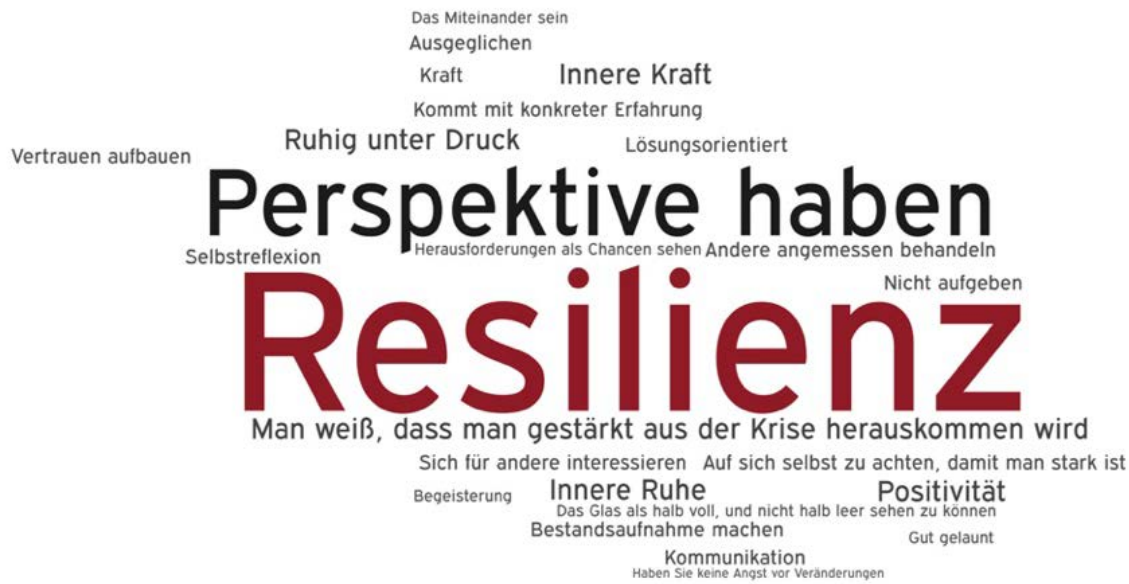 Das Miteinander sein
Ausgeglichen
Kraft
Innere Kraft
Kommt mit konkreter Erfahrung
Ruhig unter Druck
Lösungsorientiert
Vertrauen aufbauen
Perspektive haben
Selbstreflexion
Herausforderungen als Chancen sehen
Andere angemessen behandeln
Nicht aufgeben
Resilienz
Man weiß, dass man gestärkt aus der Krise herauskommen wird
Sich für andere interessieren
Auf sich selbst zu achten, damit man stark ist
Begeisterung
Innere Ruhe
Positivität
Das Glas als halb voll, und nicht halb leer sehen zu können
Bestandsaufnahme machen
Gut gelaunt
Kommunikation
Haben Sie keine Angst vor Veränderungen